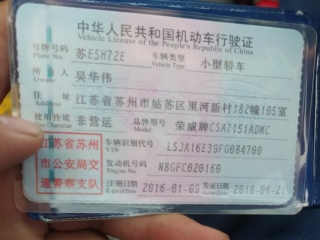 中华人民共和国机动车行驶证
Vehicle License of the People's Republic of China
号牌号码 苏E5H7ZE 车辆类型 小型轿车
Plate No. Vehicle Type
所有人 吴华伟
Owner
住址 江苏省苏州市姑苏区里河新村182幢105室
Address
使用性质 非营运 品牌型号 荣威牌CSA7151ADMC
Use Character Model
江苏省苏州 车辆识别代号 LSJA16E39FG084700
VIN
市公安局交 发动机号码 N8GFC020160
Engine No.
通警察支队 注册日期 2016-01-0 发证日期 2018-06-21
Register Date Issue Date